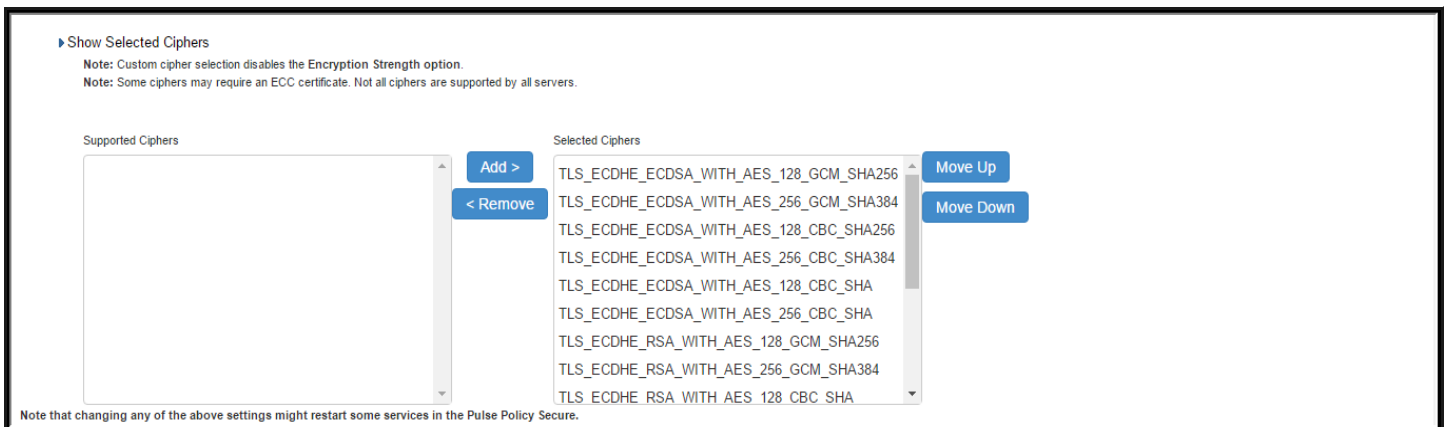 Show Selected Ciphers
Note: Custom cipher selection disables the Encryption Strength option.
Note: Some ciphers may require an ECC certificate. Not all ciphers are supported by all servers.
Supported Ciphers
Add >
< Remove
Selected Ciphers
TLS_ECDHE_ECDSA_WITH_AES_128_GCM_SHA256
TLS_ECDHE_ECDSA_WITH_AES_256_GCM_SHA384
TLS_ECDHE_ECDSA_WITH_AES_128_CBC_SHA256
TLS_ECDHE_ECDSA_WITH_AES_256_CBC_SHA384
TLS_ECDHE_ECDSA_WITH_AES_128_CBC_SHA
TLS_ECDHE_ECDSA_WITH_AES_256_CBC_SHA
TLS_ECDHE_RSA_WITH_AES_128_GCM_SHA256
TLS_ECDHE_RSA_WITH_AES_256_GCM_SHA384
TLS_ECDHE_RSA_WITH_AES_128_CBC_SHA
Move Up
Move Down
Note that changing any of the above settings might restart some services in the Pulse Policy Secure.